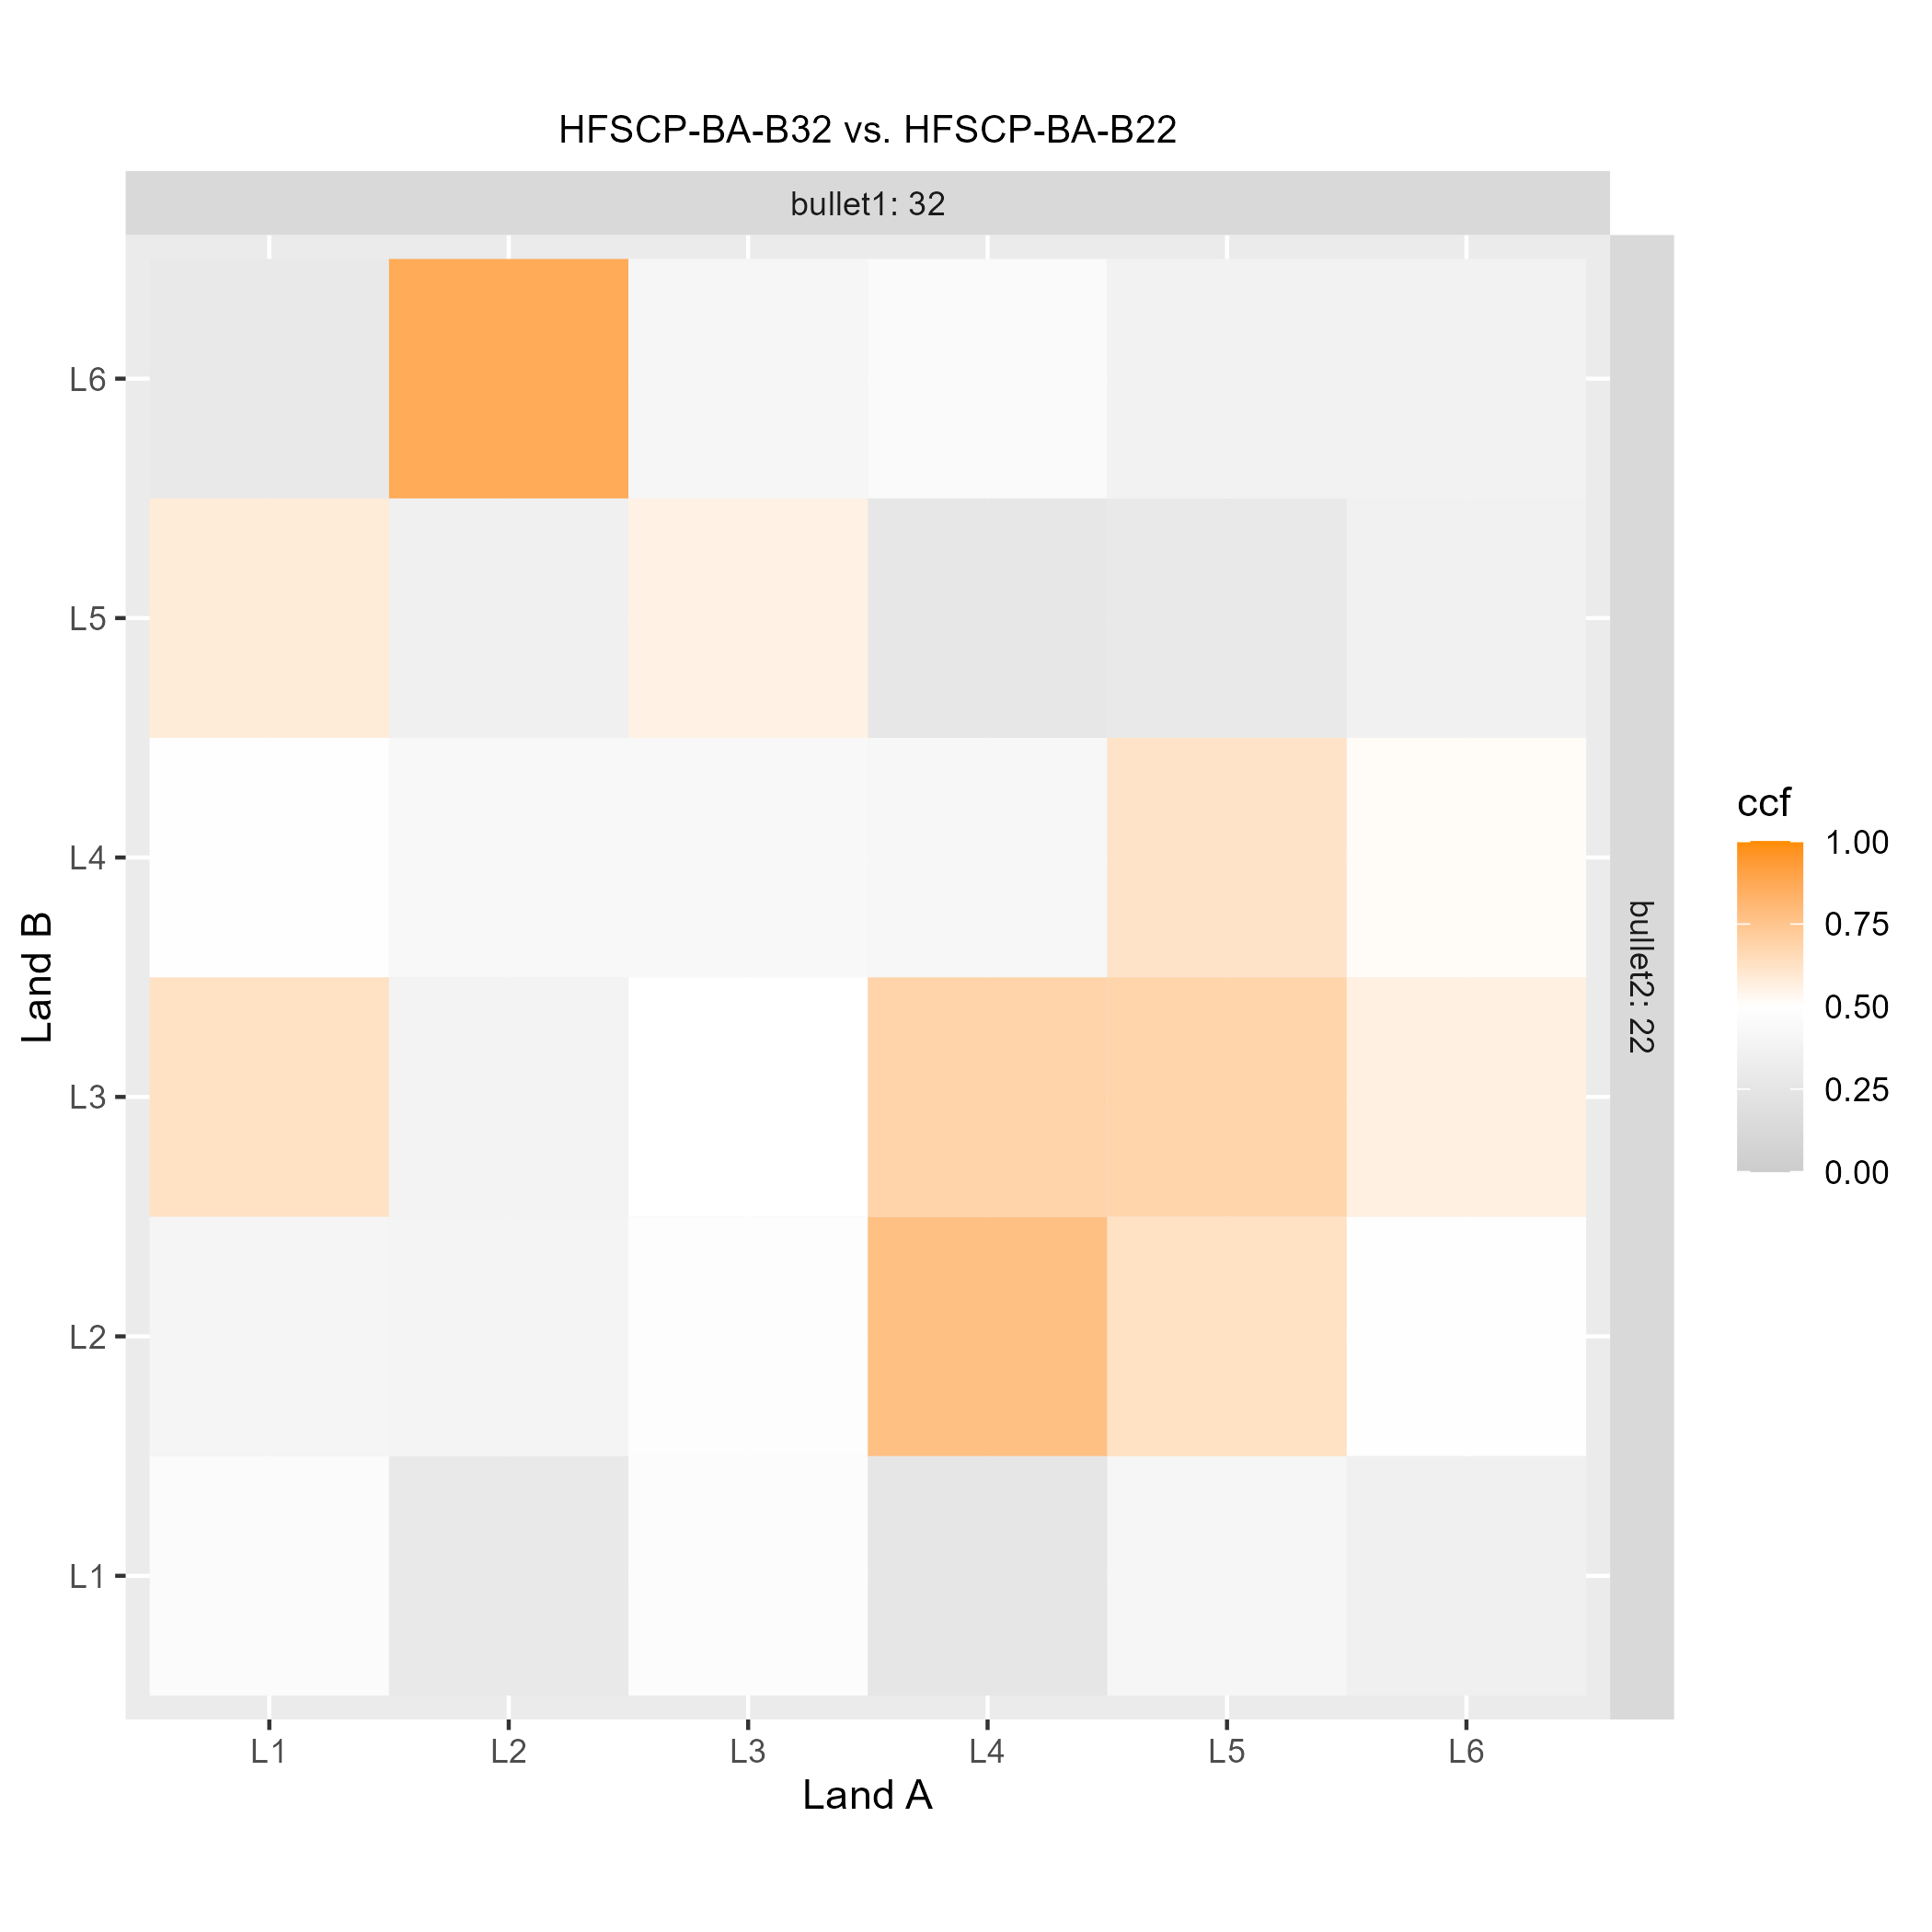 HFSCP-BA-B32 vs. HFSCP-BA-B22
bullet1: 32
L6
L5
L4
L3
L2
L1
Land B
bullet2: 22
L1 L2 L3 L4 L5 L6
Land A
ccf
1.00
0.75
0.50
0.25
0.00